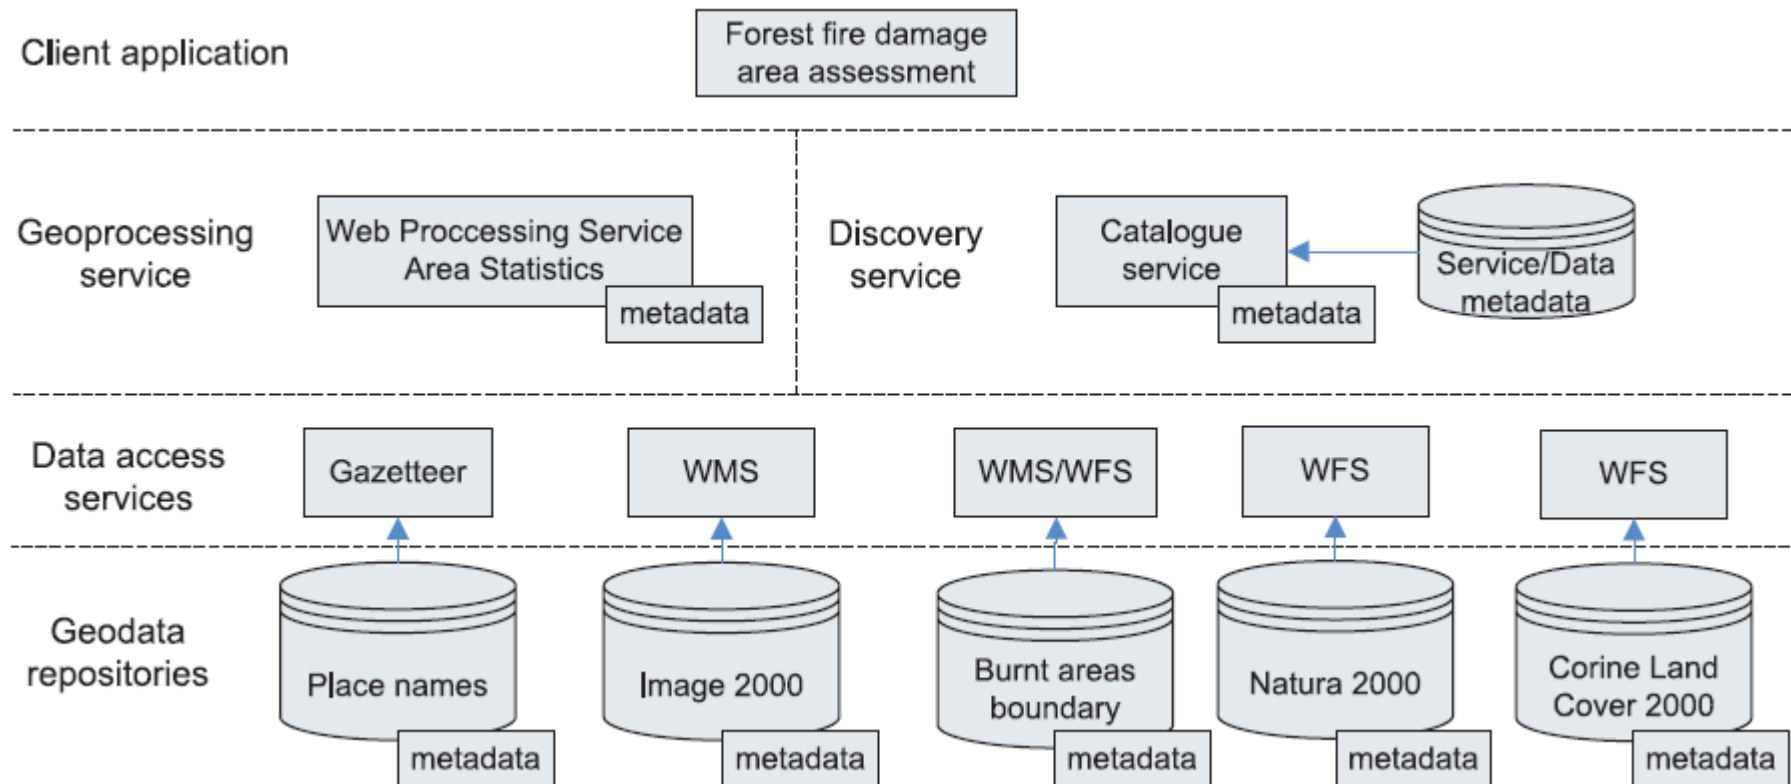 Client application
Forest fire damage
area assessment
Geoprocessing
service
Web Proccessing Service
Area Statistics
metadata
Discovery
service
Catalogue
service
metadata
Service/Data
metadata
Data access
services
Gazetteer
WMS
WMS/WFS
WFS
WFS
Geodata
repositories
Place names
metadata
Image 2000
metadata
Burnt areas
boundary
metadata
Natura 2000
metadata
Corine Land
Cover 2000
metadata